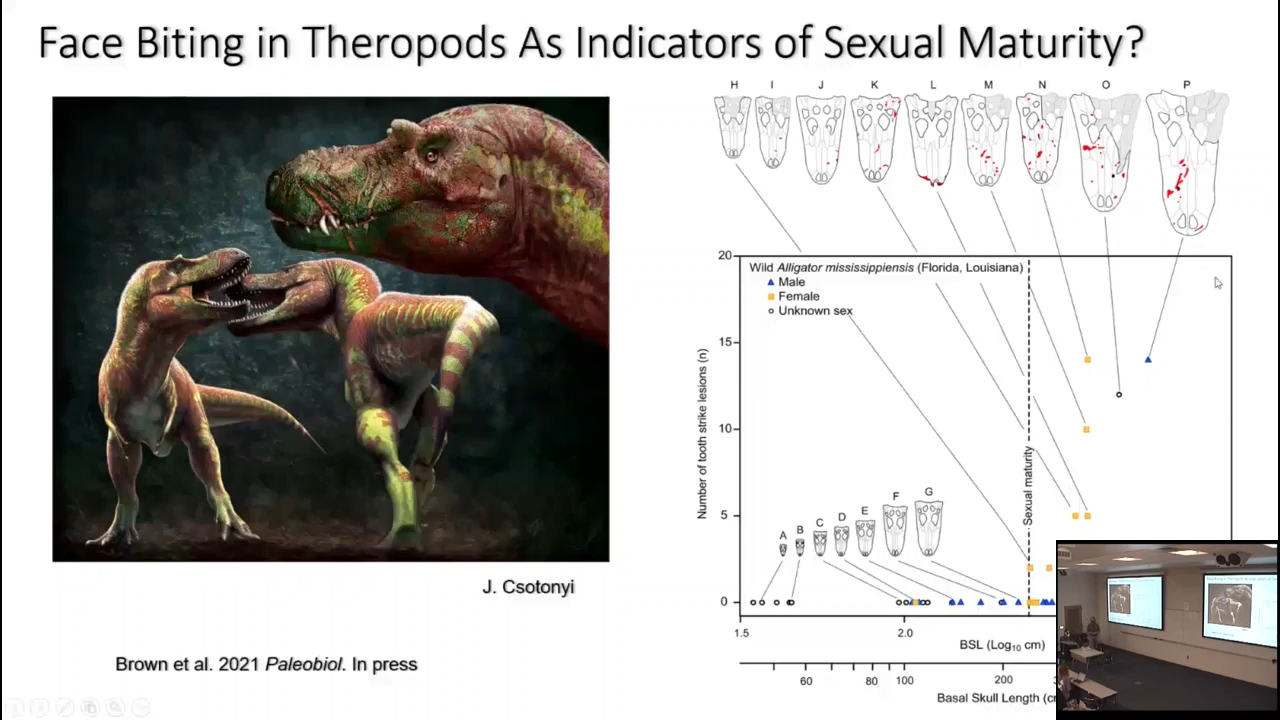 Face Biting in Theropods As Indicators of Sexual Maturity?
H I J K L M N O P
20
Wild Alligator mississippiensis (Florida, Louisiana)
Male
Female
Unknown sex
15
Number of tooth strike lesions (n)
10
Sexual maturity
5
A B C D E F G
0
1.5 2.0
BSL (Log10 cm)
60 80 100 200
Basal Skull Length (c
J. Csotonyi
Brown et al. 2021 Paleobiol. In press